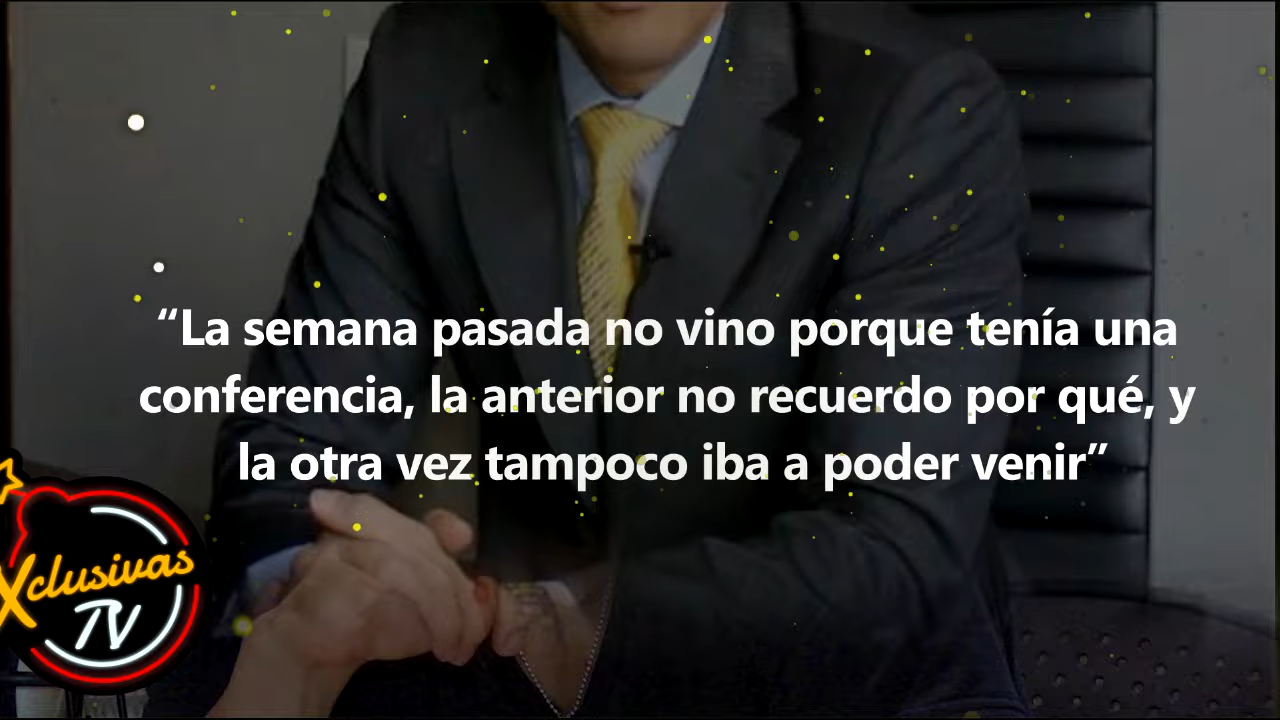 “La semana pasada no vino porque tenía una
conferencia, la anterior no recuerdo por qué, y
la otra vez tampoco iba a poder venir”
Xclusivas
TV